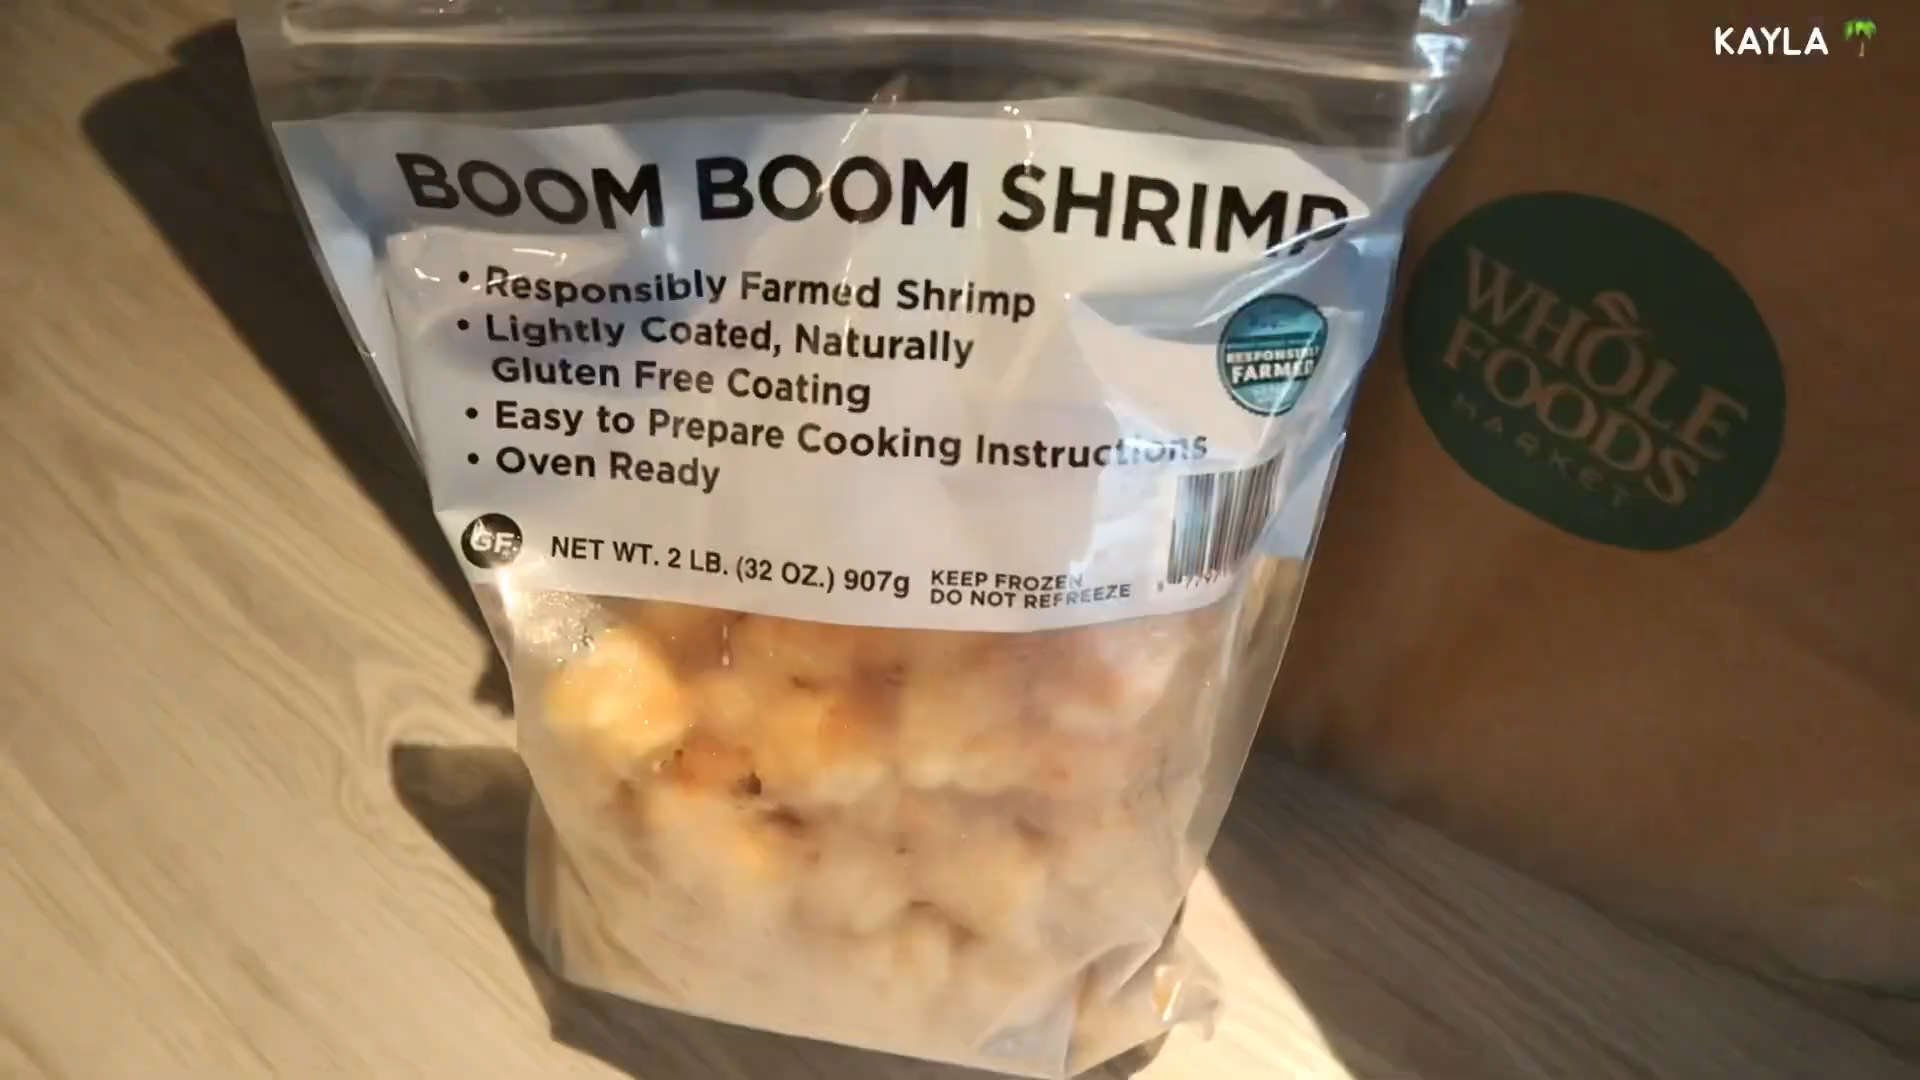 KAYLA 🌴
BOOM BOOM SHRIMP
• Responsibly Farmed Shrimp
• Lightly Coated, Naturally
Gluten Free Coating
• Easy to Prepare Cooking Instructions
• Oven Ready
RESPONSIBLY
FARMED
GF
NET WT. 2 LB. (32 OZ.) 907g
KEEP FROZEN
DO NOT REFREEZE
WHOLE
FOODS
MARKET